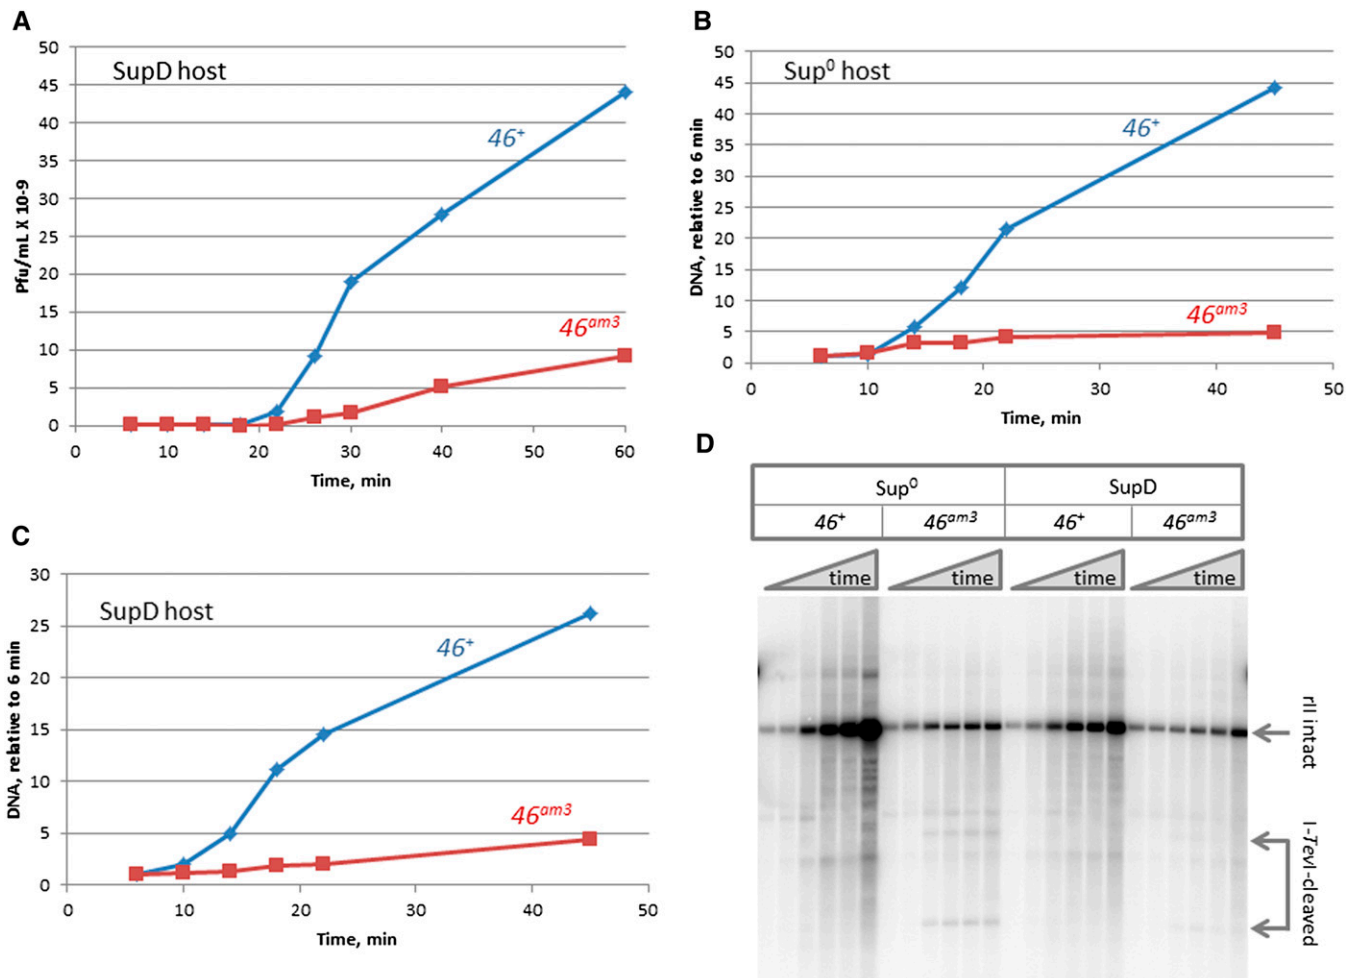 A
SupD host
50
45
40
35
30
25
20
15
10
5
0
Pfu/mL X 10-9
46⁺
46ᵃᵐ³
0 10 20 30 40 50 60
Time, min
B
Sup⁰ host
50
45
40
35
30
25
20
15
10
5
0
DNA, relative to 6 min
46⁺
46ᵃᵐ³
0 10 20 30 40 50
Time, min
C
SupD host
30
25
20
15
10
5
0
DNA, relative to 6 min
46⁺
46ᵃᵐ³
0 10 20 30 40 50
Time, min
D
Sup⁰ SupD
46⁺ 46ᵃᵐ³ 46⁺ 46ᵃᵐ³
time time time time
rII intact
I-TevI-cleaved